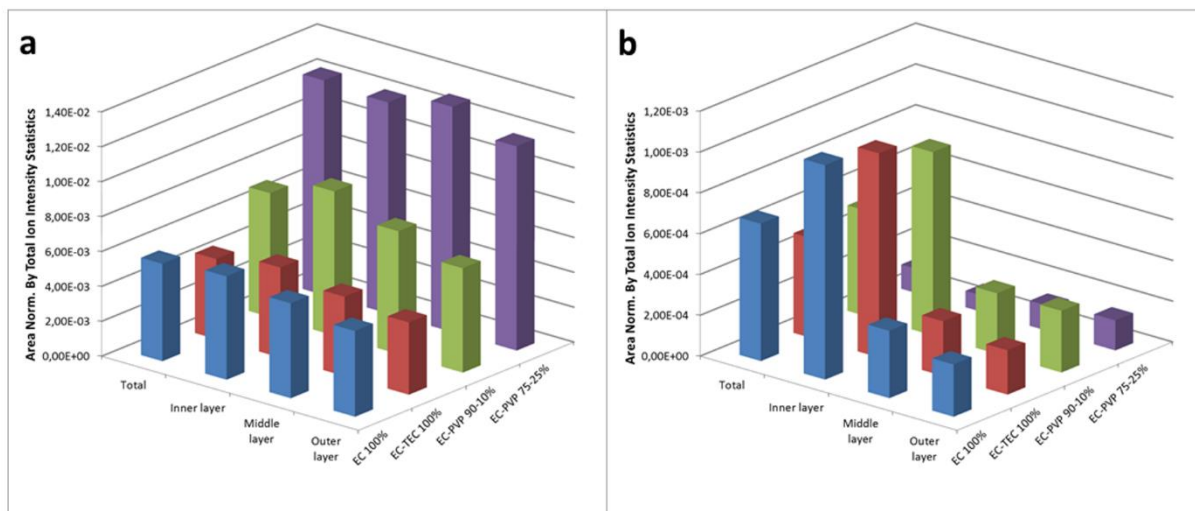 a
Area Norm. By Total Ion Intensity Statistics
1,40E-02
1,20E-02
1,00E-02
8,00E-03
6,00E-03
4,00E-03
2,00E-03
0,00E+00
Total
Inner layer
Middle
layer
Outer
layer
EC 100%
EC-TEC 100%
EC-PVP 90-10%
EC-PVP 75-25%
b
Area Norm. By Total Ion Intensity Statistics
1,20E-03
1,00E-03
8,00E-04
6,00E-04
4,00E-04
2,00E-04
0,00E+00
Total
Inner layer
Middle
layer
Outer
layer
EC 100%
EC-TEC 100%
EC-PVP 90-10%
EC-PVP 75-25%